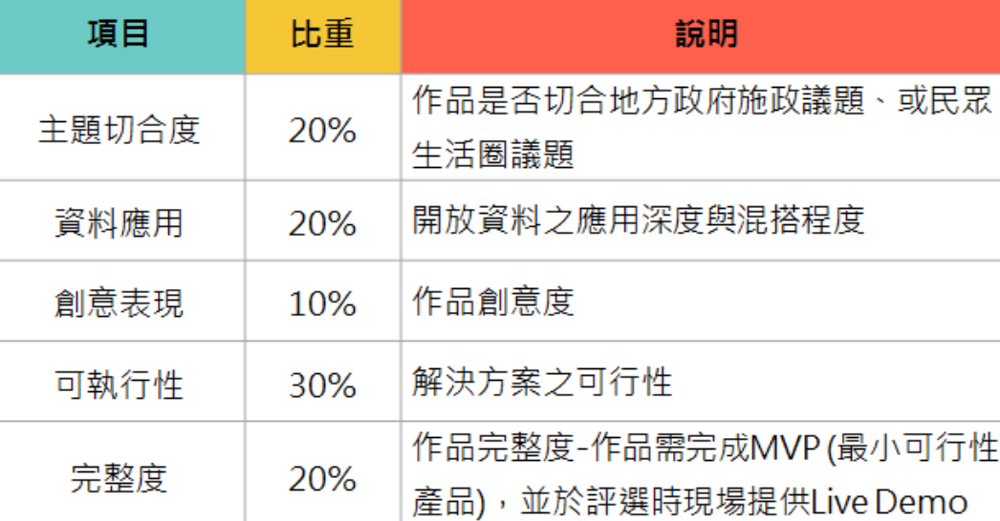 項目 比重 說明
主題切合度 20% 作品是否切合地方政府施政議題、或民眾
生活圈議題
資料應用 20% 開放資料之應用深度與混搭程度
創意表現 10% 作品創意度
可執行性 30% 解決方案之可行性
完整度 20% 作品完整度-作品需完成MVP(最小可行性
產品)，並於評選時現場提供Live Demo